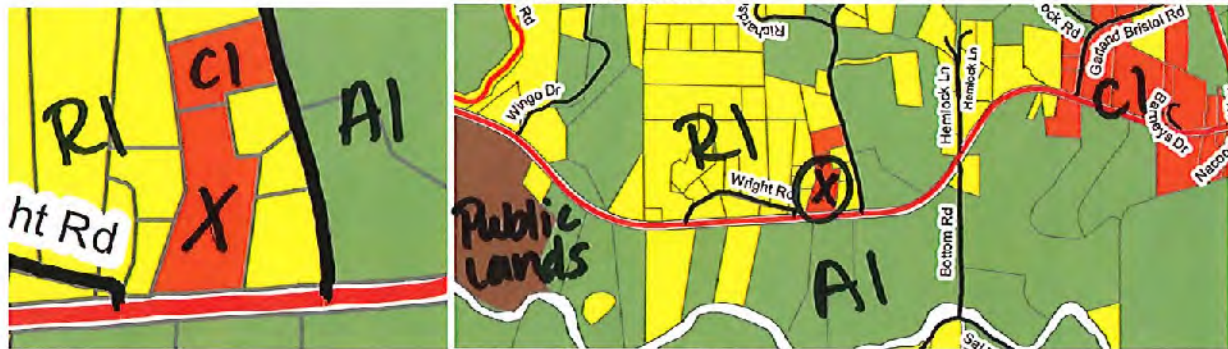 C1
R1
A1
X
ht Rd
Rd
Richards
Wingo Dr
Hemlock Ln
Hemlock Ln
ock Rd
Garland Bristol Rd
C1
Barneys Dr
Nacoo
R1
Wright Rd
X
Public
Lands
A1
Bottom Rd
Sal